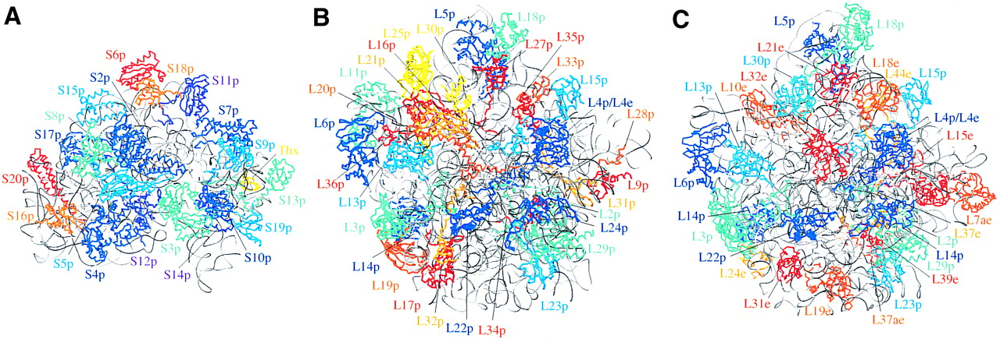 A
S6p
S18p
S2p
S11p
S15p
S7p
S8p
S17p
S9p
Thx
S20p
S13p
S16p
S19p
S3p
S5p
S12p
S10p
S4p
S14p
B
L5p
L18p
L25p
L30p
L35p
L16p
L27p
L21p
L33p
L11p
L15p
L20p
L4p/L4e
L6p
L28p
L36p
L9p
L13p
L31p
L2p
L3p
L24p
L29p
L14p
L19p
L17p
L23p
L32p
L22p
L34p
C
L5p
L18p
L21e
L30p
L18e
L32e
L44e
L15p
L13p
L10e
L4p/L4e
L15e
L6p
L14p
L7ae
L3p
L37e
L2p
L22p
L14p
L24e
L29p
L39e
L31e
L23p
L19e
L37ae